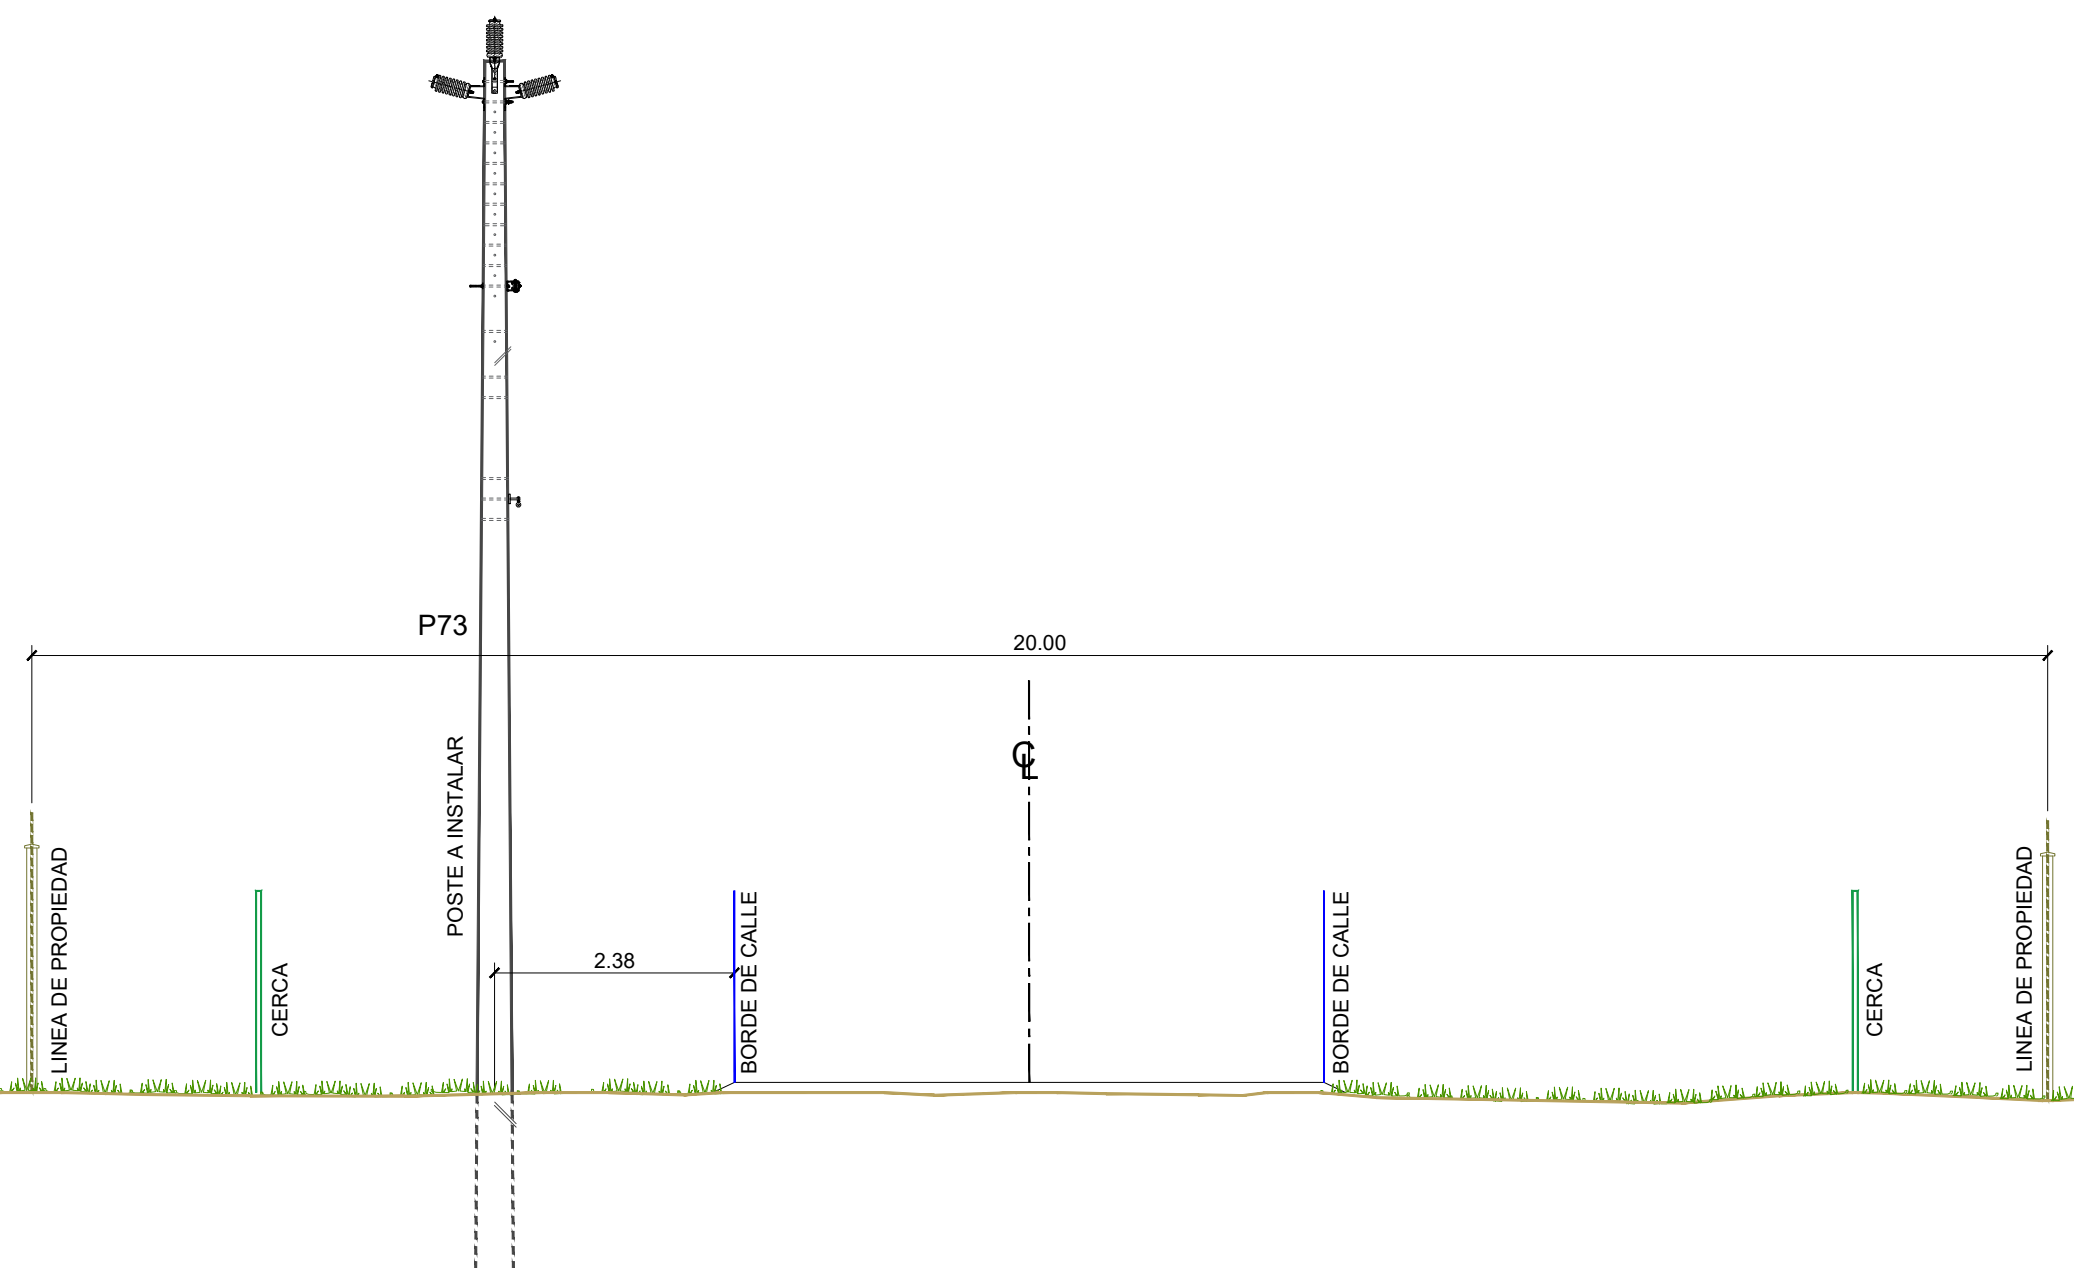 P73
20.00
℄
POSTE A INSTALAR
LINEA DE PROPIEDAD
CERCA
2.38
BORDE DE CALLE
BORDE DE CALLE
CERCA
LINEA DE PROPIEDAD